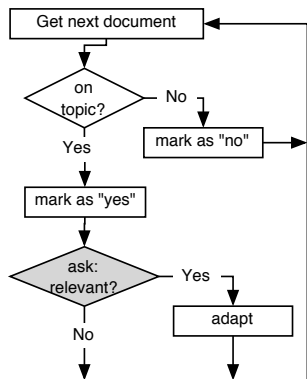 Get next document
on
topic?
No
Yes
mark as "no"
mark as "yes"
ask:
relevant?
Yes
No
adapt